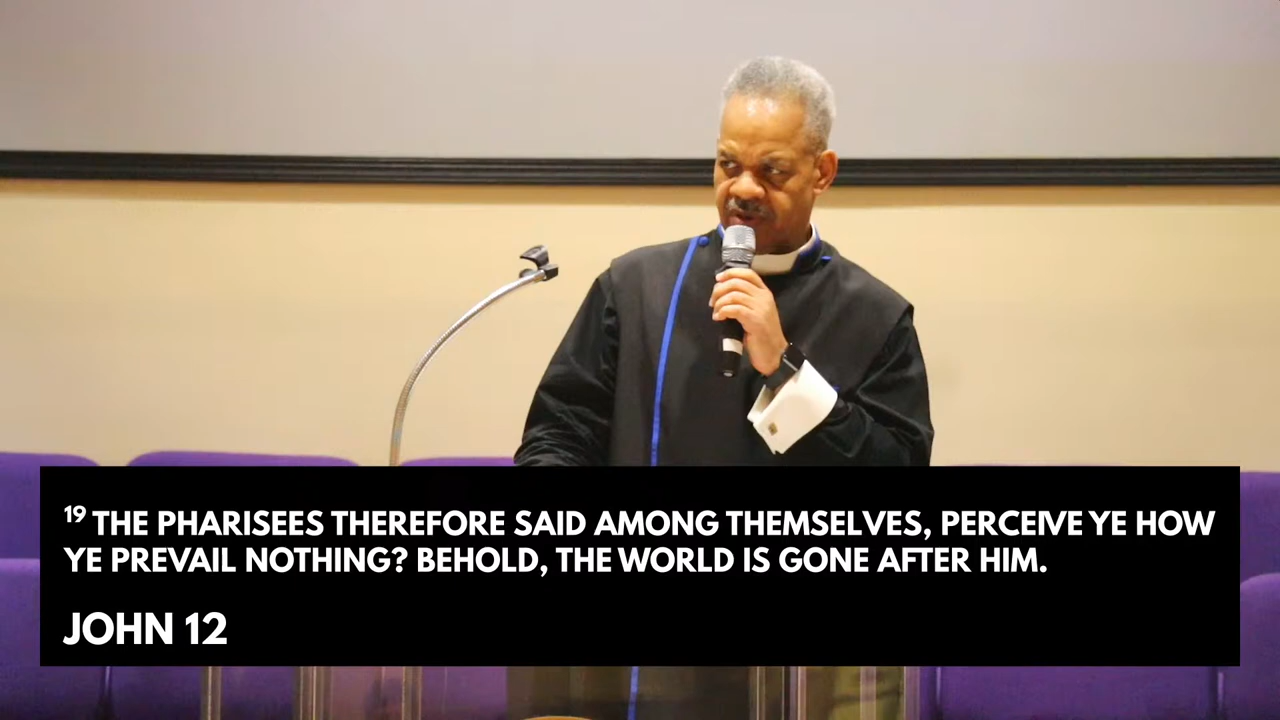 19 THE PHARISEES THEREFORE SAID AMONG THEMSELVES, PERCEIVE YE HOW
YE PREVAIL NOTHING? BEHOLD, THE WORLD IS GONE AFTER HIM.
JOHN 12